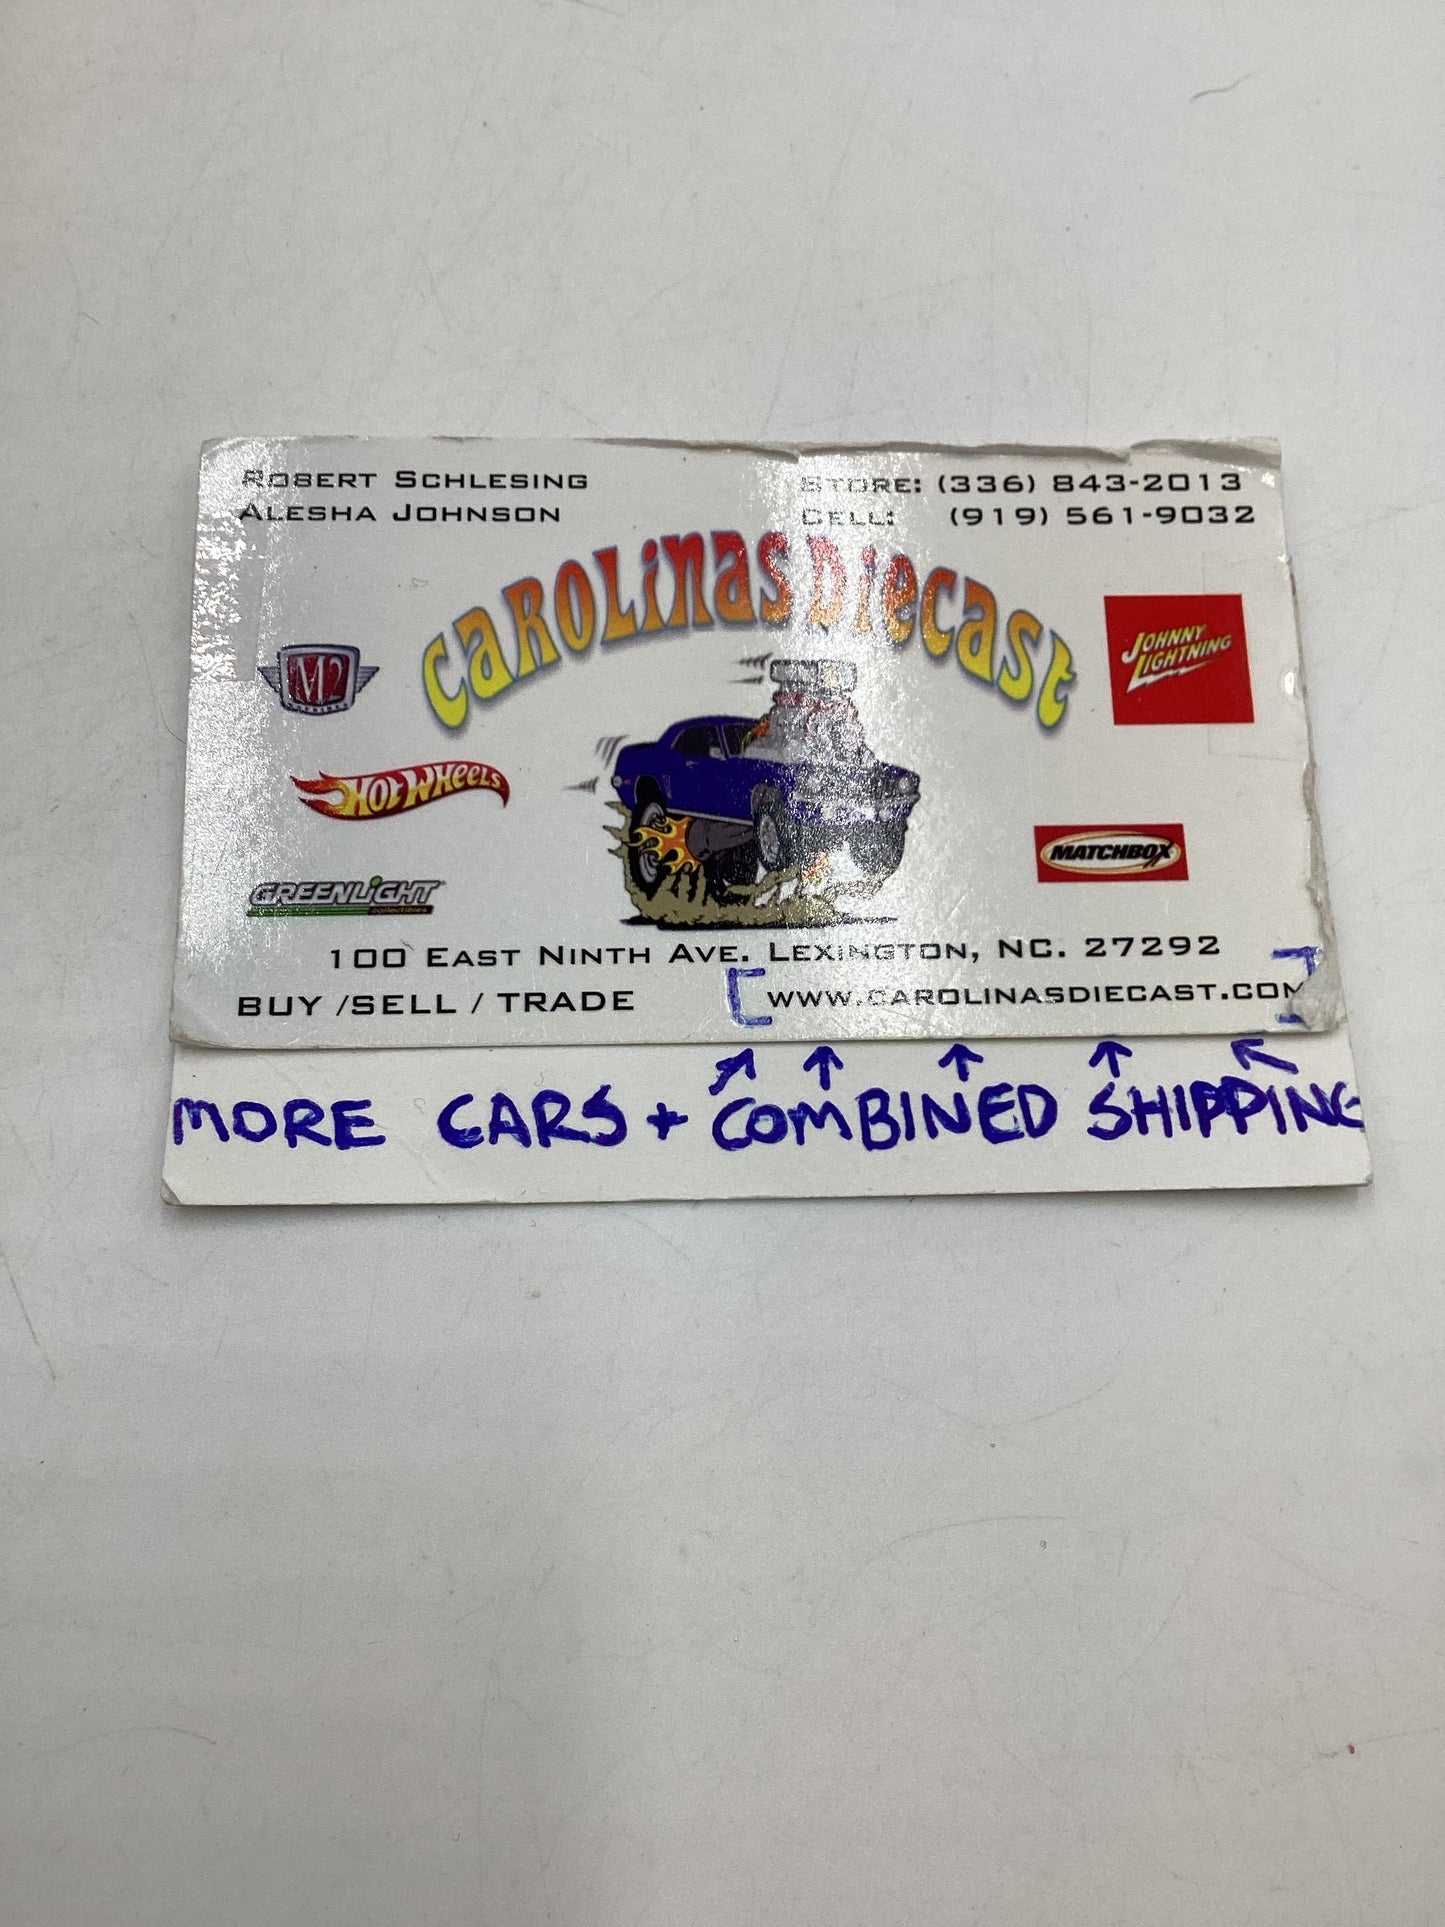 ROBERT SCHLESING
ALESHA JOHNSON
STORE: (336) 843-2013
CELL: (919) 561-9032
CAROLINAS DIECAST
M2
JOHNNY
LIGHTNING
HOT WHEELS
MATCHBOX
GREENLIGHT
collectibles
100 EAST NINTH AVE. LEXINGTON, NC. 27292
BUY /SELL / TRADE
[WWW.CAROLINASDIECAST.COM]
MORE CARS + COMBINED SHIPPING